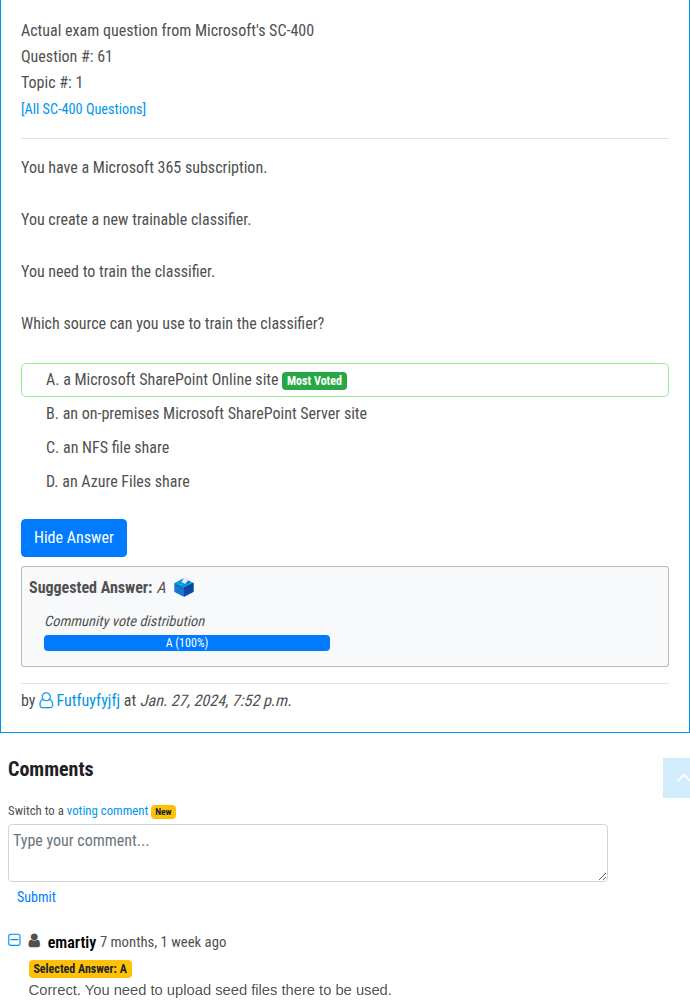 Actual exam question from Microsoft's SC-400
Question #: 61
Topic #: 1
[All SC-400 Questions]
You have a Microsoft 365 subscription.
You create a new trainable classifier.
You need to train the classifier.
Which source can you use to train the classifier?
A. a Microsoft SharePoint Online site Most Voted
B. an on-premises Microsoft SharePoint Server site
C. an NFS file share
D. an Azure Files share
Hide Answer
Suggested Answer: A
Community vote distribution
A (100%)
by Futfuyfyjfj at Jan. 27, 2024, 7:52 p.m.
Comments
Switch to a voting comment New
Type your comment...
Submit
emartiy 7 months, 1 week ago
Selected Answer: A
Correct. You need to upload seed files there to be used.